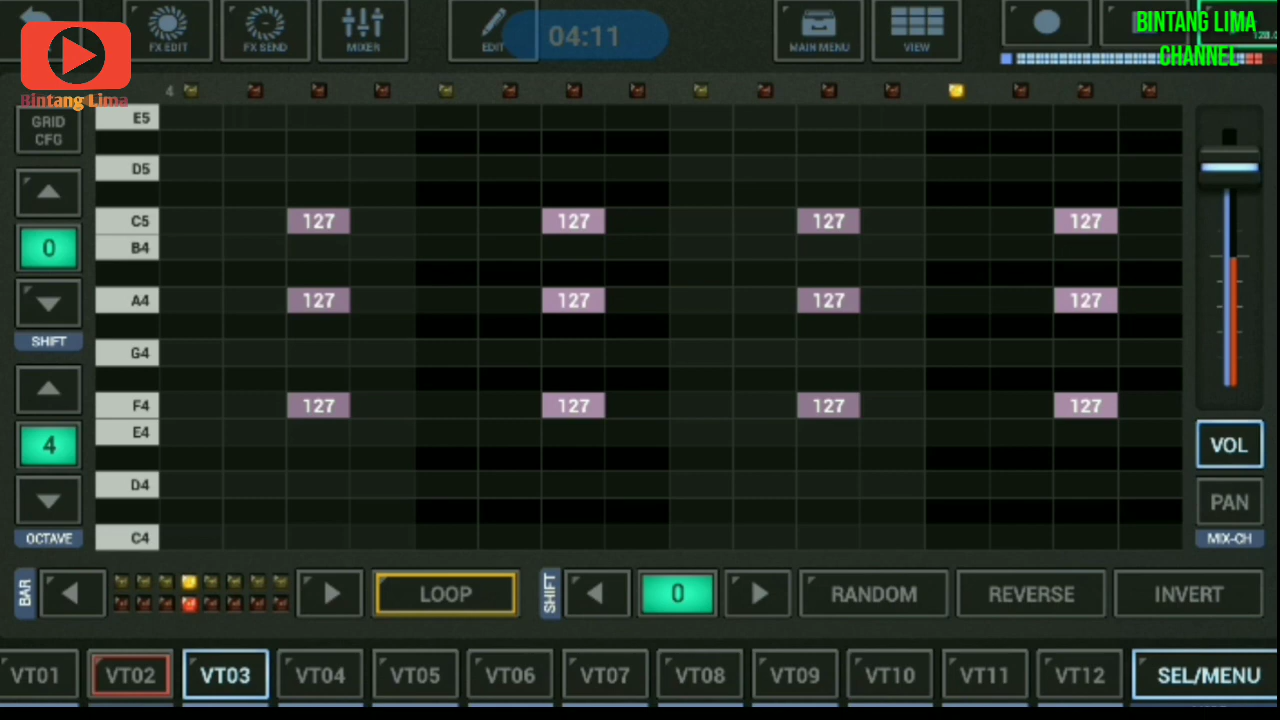 FX EDIT
FX SEND
MIXER
EDIT
04:11
MAIN MENU
VIEW
BINTANG LIMA
CHANNEL
Bintang Lima
4
GRID
CFG
E5
D5
C5 127 127 127 127
B4
0
A4 127 127 127 127
SHIFT
G4
F4 127 127 127 127
E4
4
D4
OCTAVE
C4
VOL
PAN
MIX-CH
BAR
LOOP
SHIFT
0
RANDOM
REVERSE
INVERT
VT01 VT02 VT03 VT04 VT05 VT06 VT07 VT08 VT09 VT10 VT11 VT12 SEL/MENU